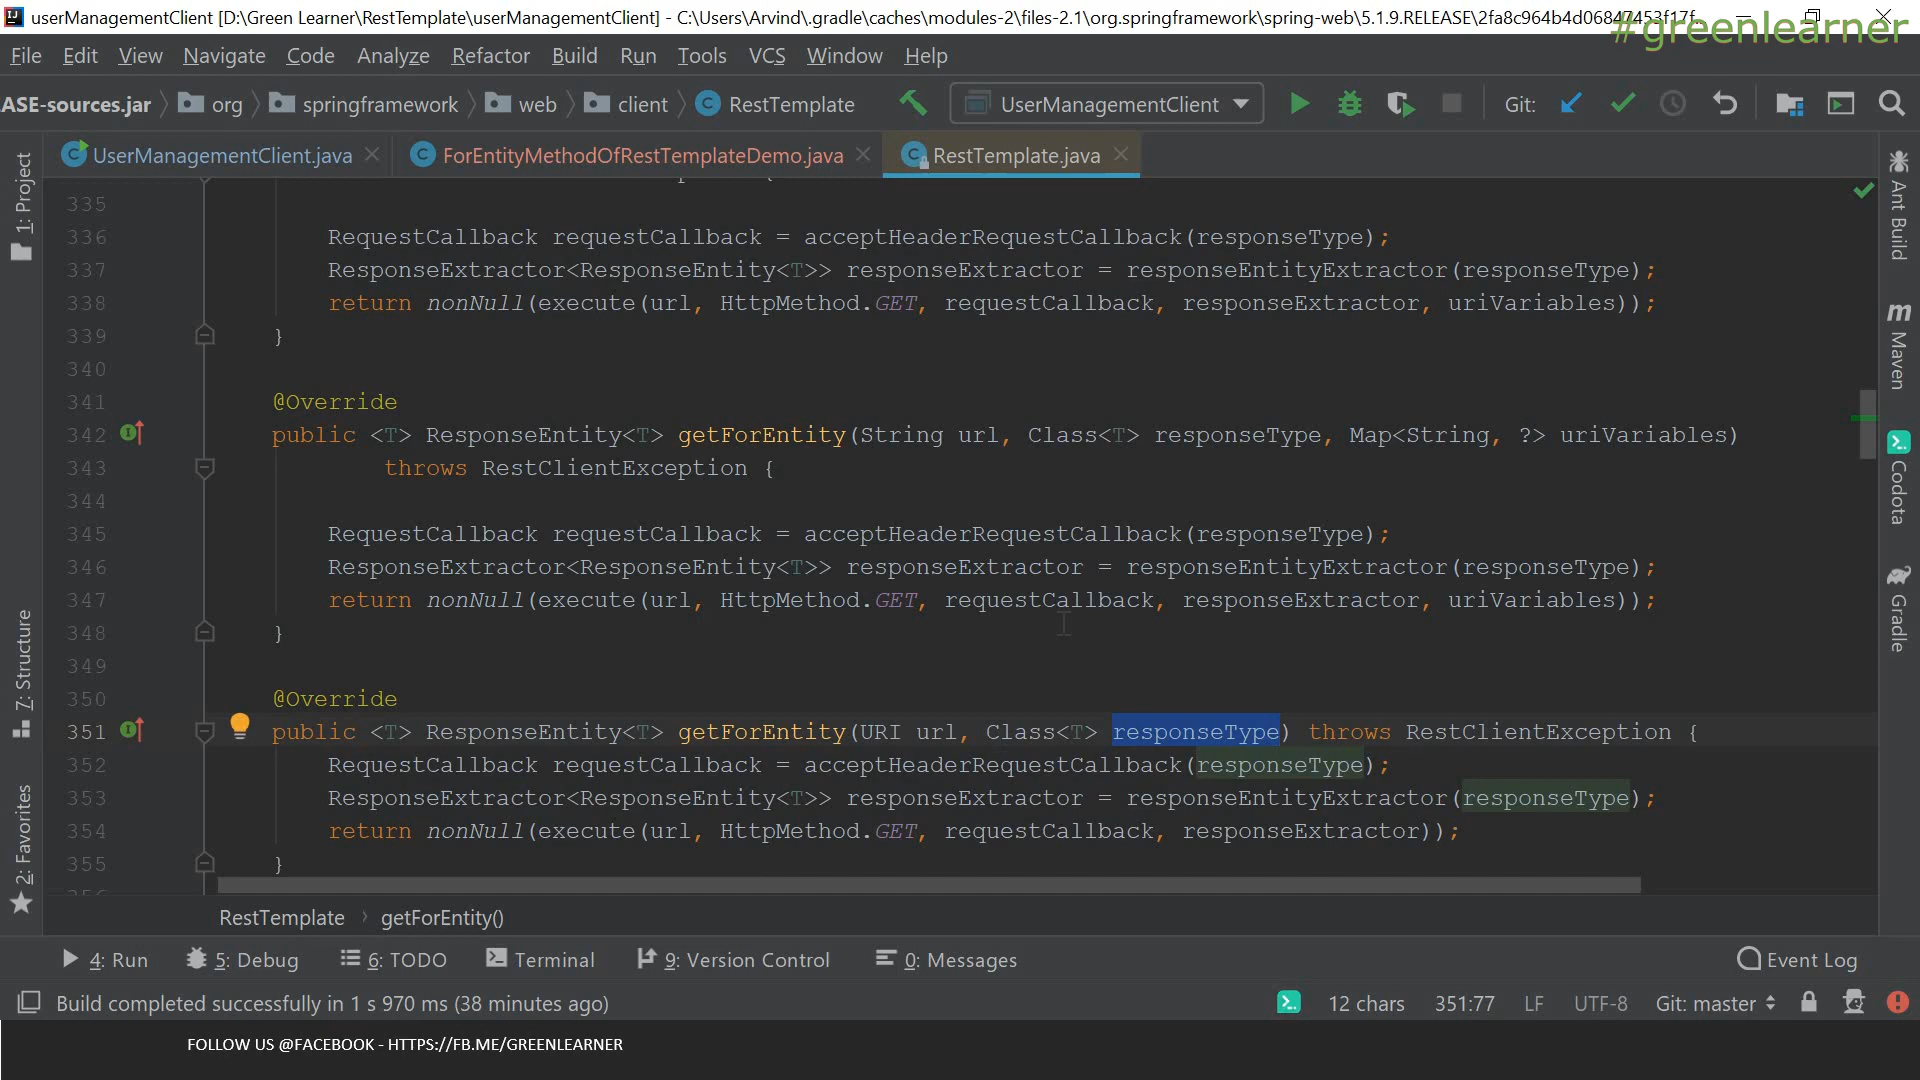 userManagementClient [D:\Green Learner\RestTemplate\userManagementClient] - C:\Users\Arvind\.gradle\caches\modules-2\files-2.1\org.springframework\spring-web\5.1.9.RELEASE\2fa8c964b4d06847453f17f...
#greenlearner
File Edit View Navigate Code Analyze Refactor Build Run Tools VCS Window Help
ASE-sources.jar org springframework web client RestTemplate UserManagementClient Git:
UserManagementClient.java ForEntityMethodOfRestTemplateDemo.java RestTemplate.java
1: Project
7: Structure
2: Favorites
335
336 RequestCallback requestCallback = acceptHeaderRequestCallback(responseType);
337 ResponseExtractor<ResponseEntity<T>> responseExtractor = responseEntityExtractor(responseType);
338 return nonNull(execute(url, HttpMethod.GET, requestCallback, responseExtractor, uriVariables));
339 }
340
341 @Override
342 public <T> ResponseEntity<T> getForEntity(String url, Class<T> responseType, Map<String, ?> uriVariables)
343 throws RestClientException {
344
345 RequestCallback requestCallback = acceptHeaderRequestCallback(responseType);
346 ResponseExtractor<ResponseEntity<T>> responseExtractor = responseEntityExtractor(responseType);
347 return nonNull(execute(url, HttpMethod.GET, requestCallback, responseExtractor, uriVariables));
348 }
349
350 @Override
351 public <T> ResponseEntity<T> getForEntity(URI url, Class<T> responseType) throws RestClientException {
352 RequestCallback requestCallback = acceptHeaderRequestCallback(responseType);
353 ResponseExtractor<ResponseEntity<T>> responseExtractor = responseEntityExtractor(responseType);
354 return nonNull(execute(url, HttpMethod.GET, requestCallback, responseExtractor));
355 }
Ant Build
Maven
Codota
Gradle
RestTemplate getForEntity()
4: Run 5: Debug 6: TODO Terminal 9: Version Control 0: Messages Event Log
Build completed successfully in 1 s 970 ms (38 minutes ago) 12 chars 351:77 LF UTF-8 Git: master
FOLLOW US @FACEBOOK - HTTPS://FB.ME/GREENLEARNER